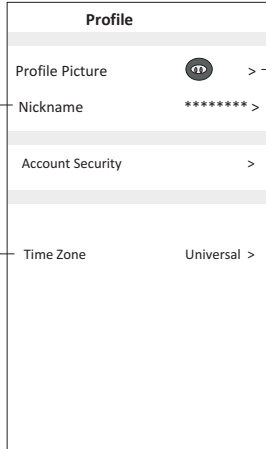 Profile
Profile Picture >
Nickname ******** >
Account Security >
Time Zone Universal >